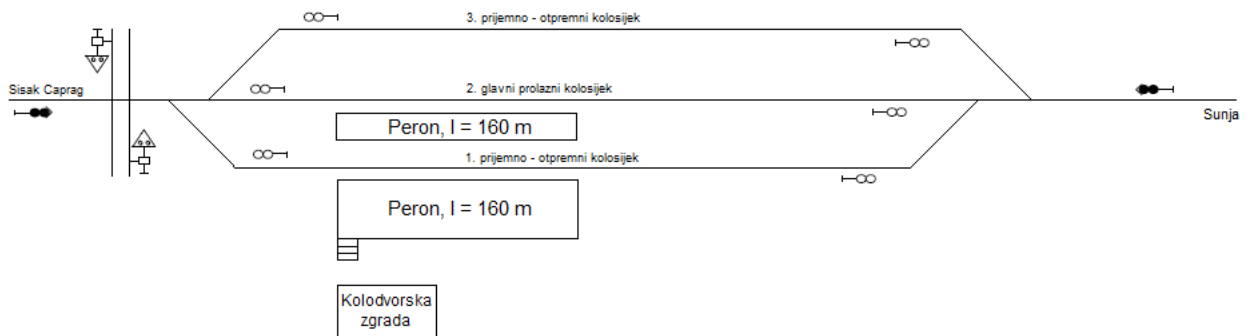 3. prijemno - otpremni kolosijek
Sisak Caprag
2. glavni prolazni kolosijek
Sunja
Peron, l = 160 m
1. prijemno - otpremni kolosijek
Peron, l = 160 m
Kolodvorska
zgrada